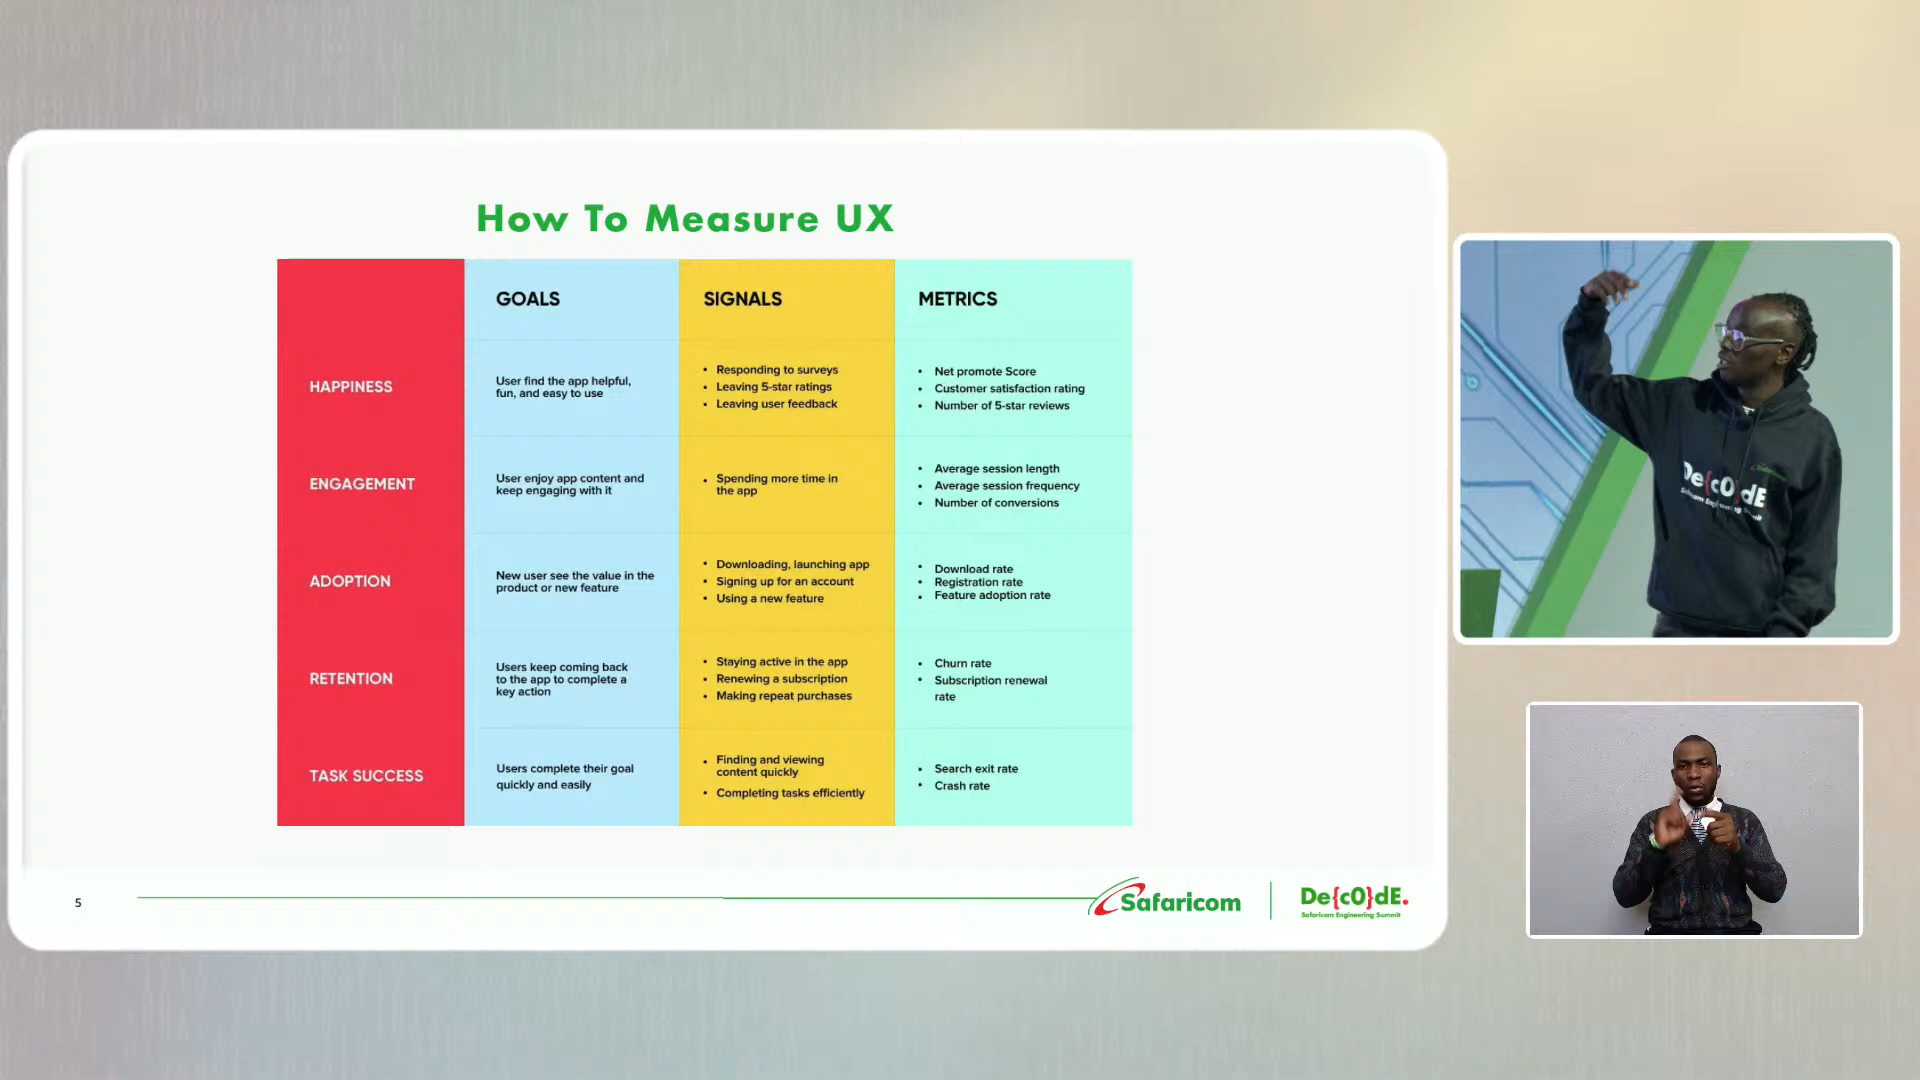 How To Measure UX
GOALS
SIGNALS
METRICS
HAPPINESS
User find the app helpful,
fun, and easy to use
• Responding to surveys
• Leaving 5-star ratings
• Leaving user feedback
• Net promote Score
• Customer satisfaction rating
• Number of 5-star reviews
ENGAGEMENT
User enjoy app content and
keep engaging with it
• Spending more time in
the app
• Average session length
• Average session frequency
• Number of conversions
ADOPTION
New user see the value in the
product or new feature
• Downloading, launching app
• Signing up for an account
• Using a new feature
• Download rate
• Registration rate
• Feature adoption rate
RETENTION
Users keep coming back
to the app to complete a
key action
• Staying active in the app
• Renewing a subscription
• Making repeat purchases
• Churn rate
• Subscription renewal
rate
TASK SUCCESS
Users complete their goal
quickly and easily
• Finding and viewing
content quickly
• Completing tasks efficiently
• Search exit rate
• Crash rate
5
Safaricom
De{c0}dE.
Safaricom Engineering Summit
De{c0}dE.
Safaricom Engineering Summit